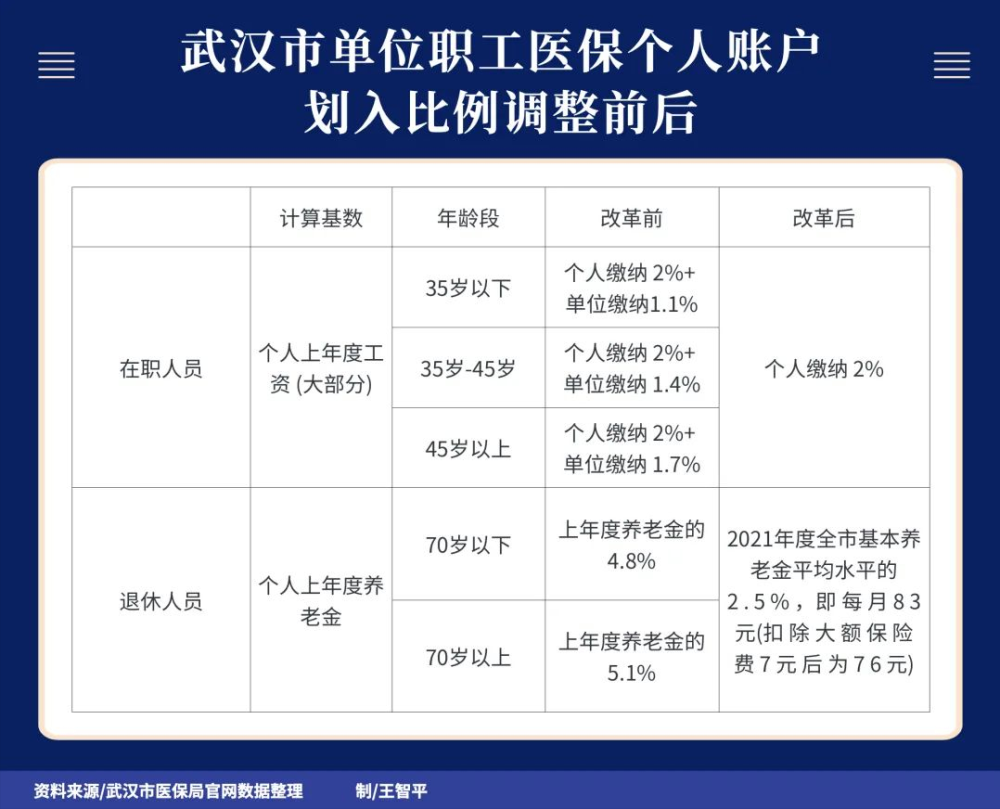 武汉市单位职工医保个人账户
划入比例调整前后
计算基数
年龄段
改革前
改革后
在职人员
个人上年度工
资 (大部分)
35岁以下
个人缴纳 2%+
单位缴纳1.1%
35岁-45岁
个人缴纳 2%+
单位缴纳 1.4%
45岁以上
个人缴纳 2%+
单位缴纳 1.7%
个人缴纳 2%
退休人员
个人上年度养
老金
70岁以下
上年度养老金的
4.8%
70岁以上
上年度养老金的
5.1%
2021年度全市基本养
老金平均水平的
2.5%，即每月83
元(扣除大额保险
费7元后为76元)
资料来源/武汉市医保局官网数据整理
制/王智平